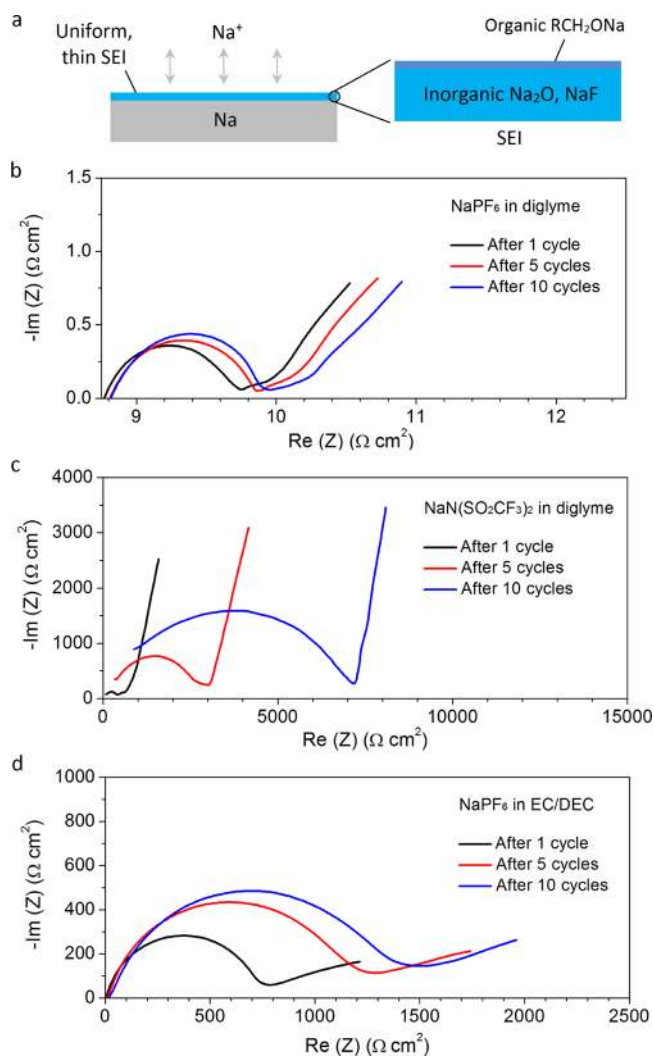 a
Uniform,
thin SEI
Na⁺
Na
Organic RCH₂ONa
Inorganic Na₂O, NaF
SEI
b
NaPF₆ in diglyme
After 1 cycle
After 5 cycles
After 10 cycles
1.5
1.0
0.5
0.0
-Im (Z) (Ω cm²)
9 10 11 12
Re (Z) (Ω cm²)
c
NaN(SO₂CF₃)₂ in diglyme
After 1 cycle
After 5 cycles
After 10 cycles
4000
3000
2000
1000
0
-Im (Z) (Ω cm²)
0 5000 10000 15000
Re (Z) (Ω cm²)
d
NaPF₆ in EC/DEC
After 1 cycle
After 5 cycles
After 10 cycles
1000
800
600
400
200
0
-Im (Z) (Ω cm²)
0 500 1000 1500 2000 2500
Re (Z) (Ω cm²)